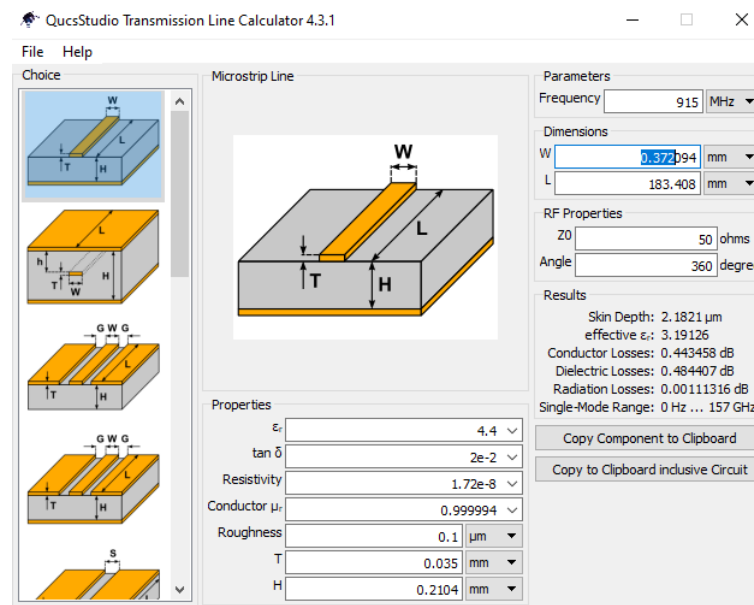 QucsStudio Transmission Line Calculator 4.3.1
File Help
Choice
W
L
T
H
L
h
T
W
H
G W G
L
T
H
G W G
L
T
H
S
Microstrip Line
W
L
T
H
Properties
εr 4.4
tan δ 2e-2
Resistivity 1.72e-8
Conductor μr 0.999994
Roughness 0.1 μm
T 0.035 mm
H 0.2104 mm
Parameters
Frequency 915 MHz
Dimensions
W 0.372094 mm
L 183.408 mm
RF Properties
Z0 50 ohms
Angle 360 degre
Results
Skin Depth: 2.1821 μm
effective εr: 3.19126
Conductor Losses: 0.443458 dB
Dielectric Losses: 0.484407 dB
Radiation Losses: 0.00111316 dB
Single-Mode Range: 0 Hz ... 157 GHz
Copy Component to Clipboard
Copy to Clipboard inclusive Circuit